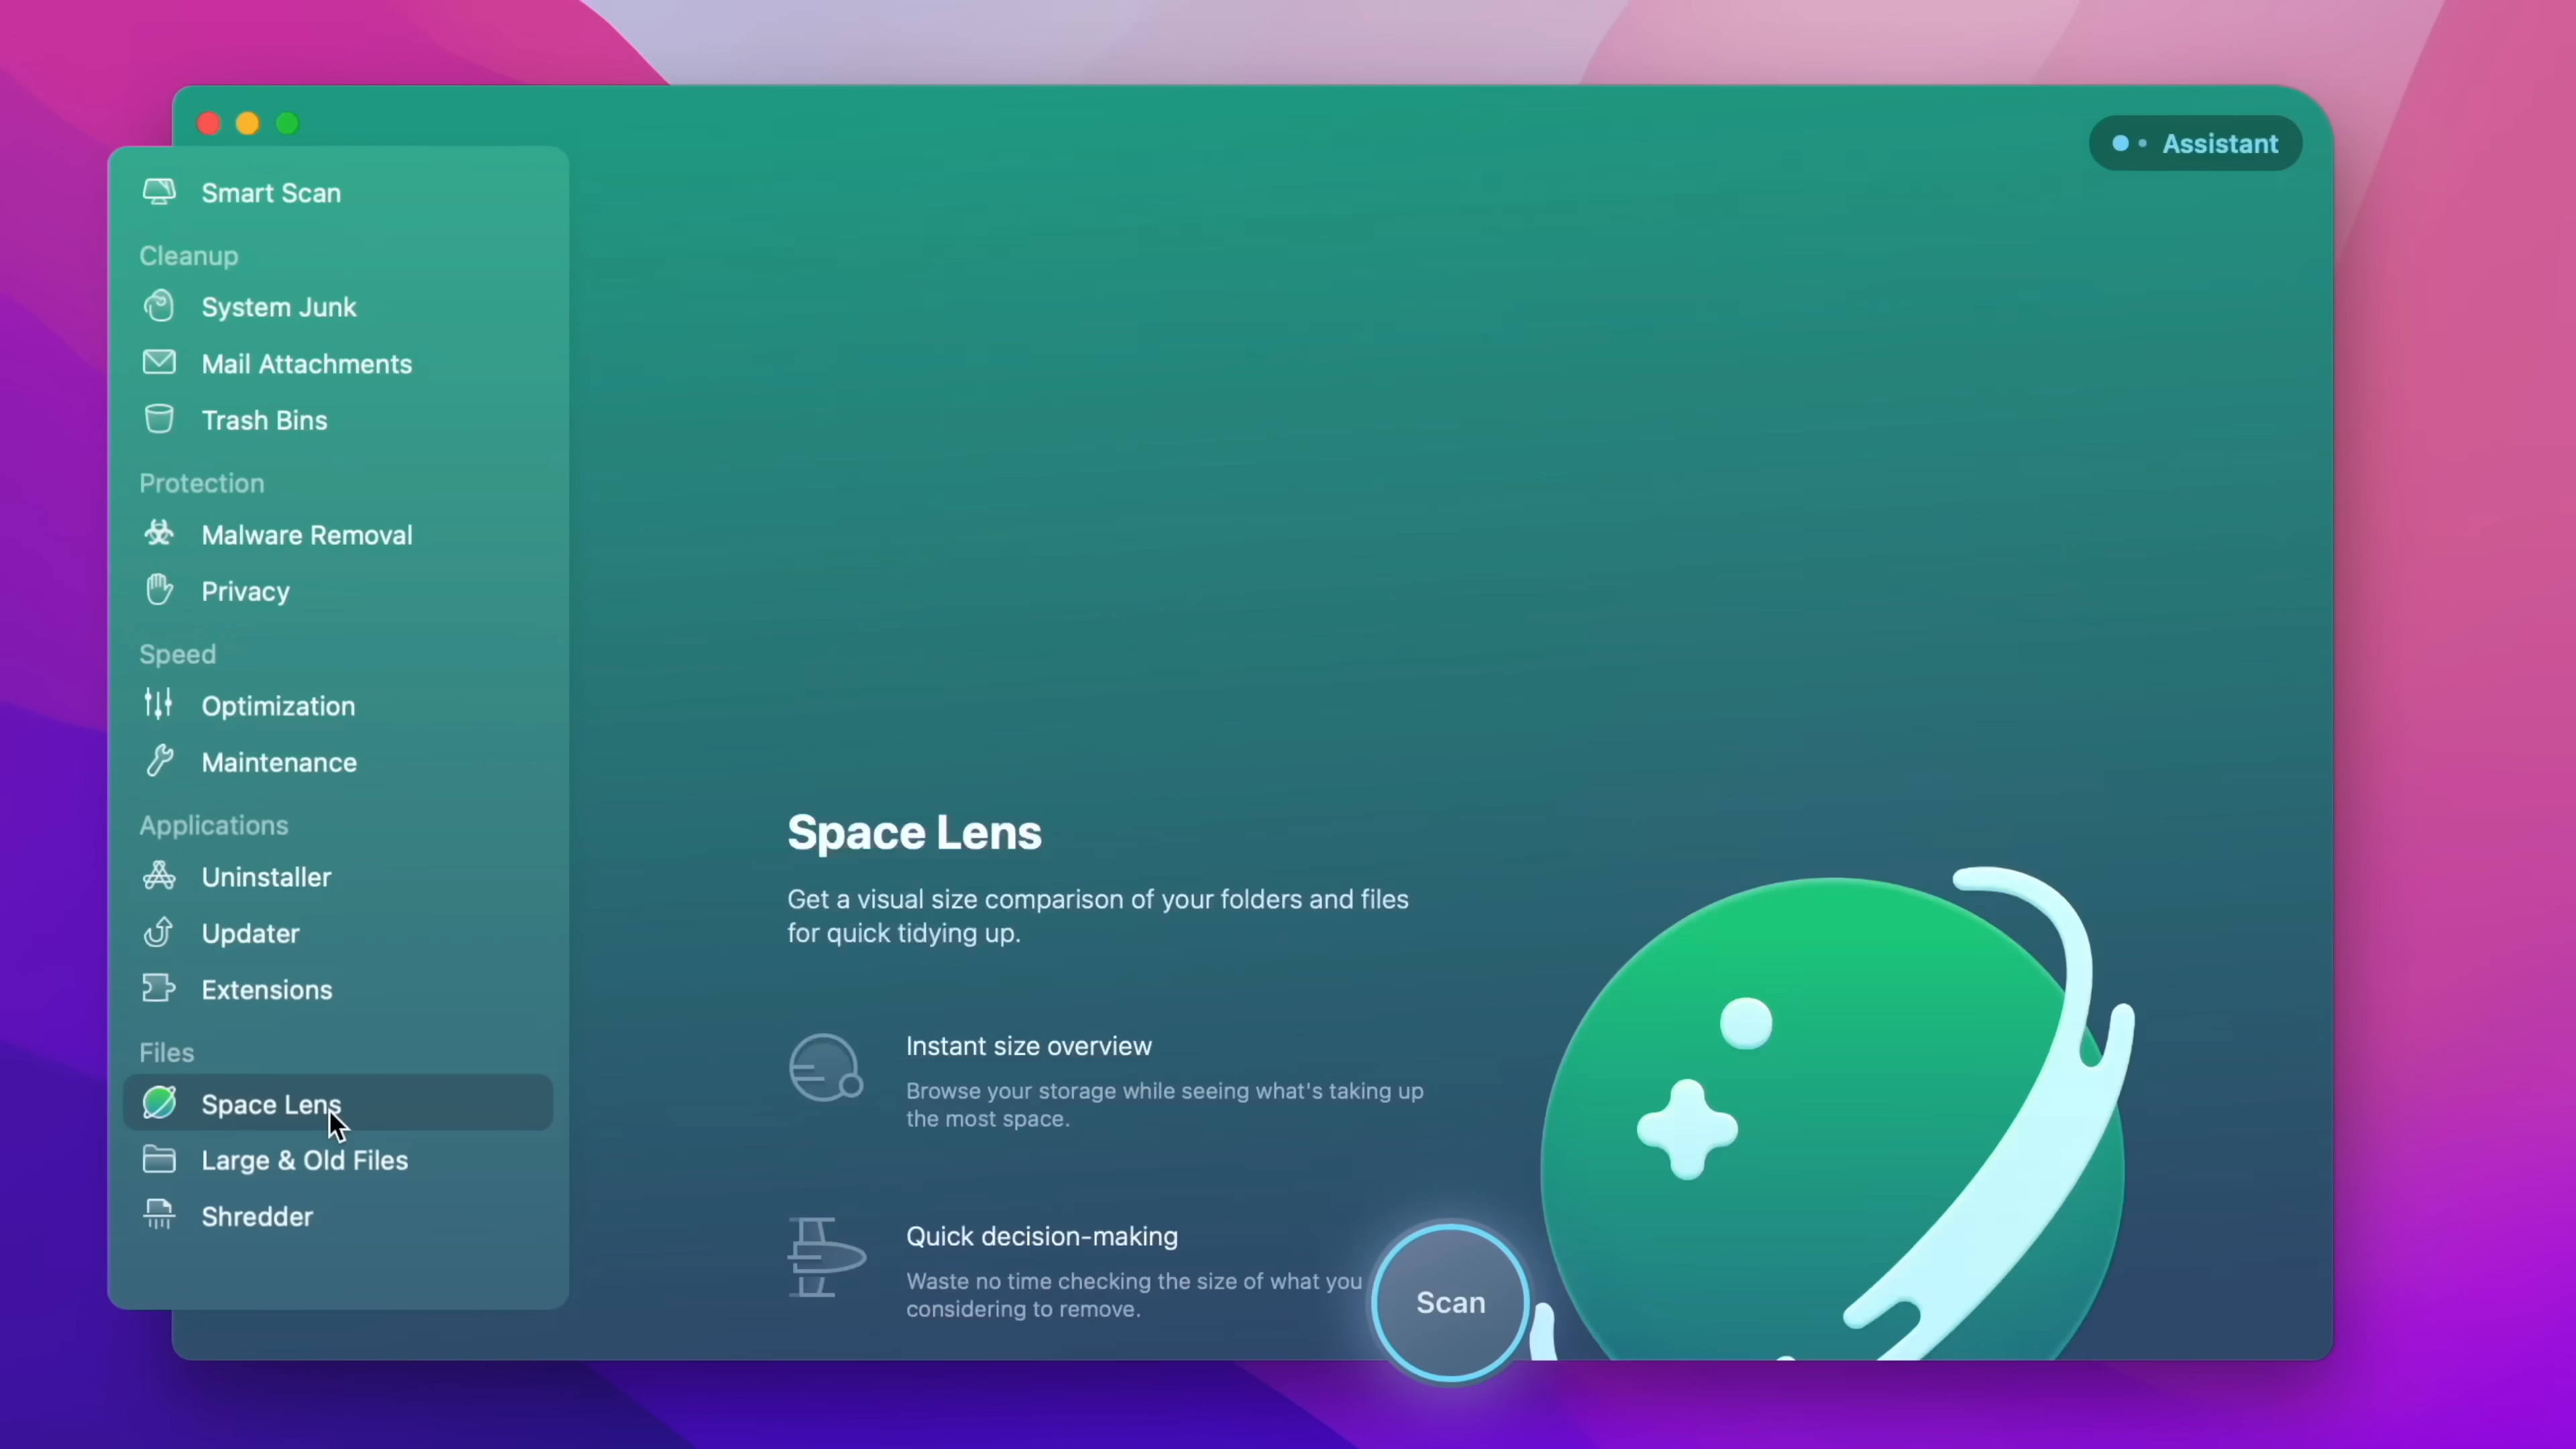 Assistant
Smart Scan
Cleanup
System Junk
Mail Attachments
Trash Bins
Protection
Malware Removal
Privacy
Speed
Optimization
Maintenance
Applications
Uninstaller
Updater
Extensions
Files
Space Lens
Large & Old Files
Shredder
Space Lens
Get a visual size comparison of your folders and files
for quick tidying up.
Instant size overview
Browse your storage while seeing what's taking up
the most space.
Quick decision-making
Waste no time checking the size of what you
considering to remove.
Scan